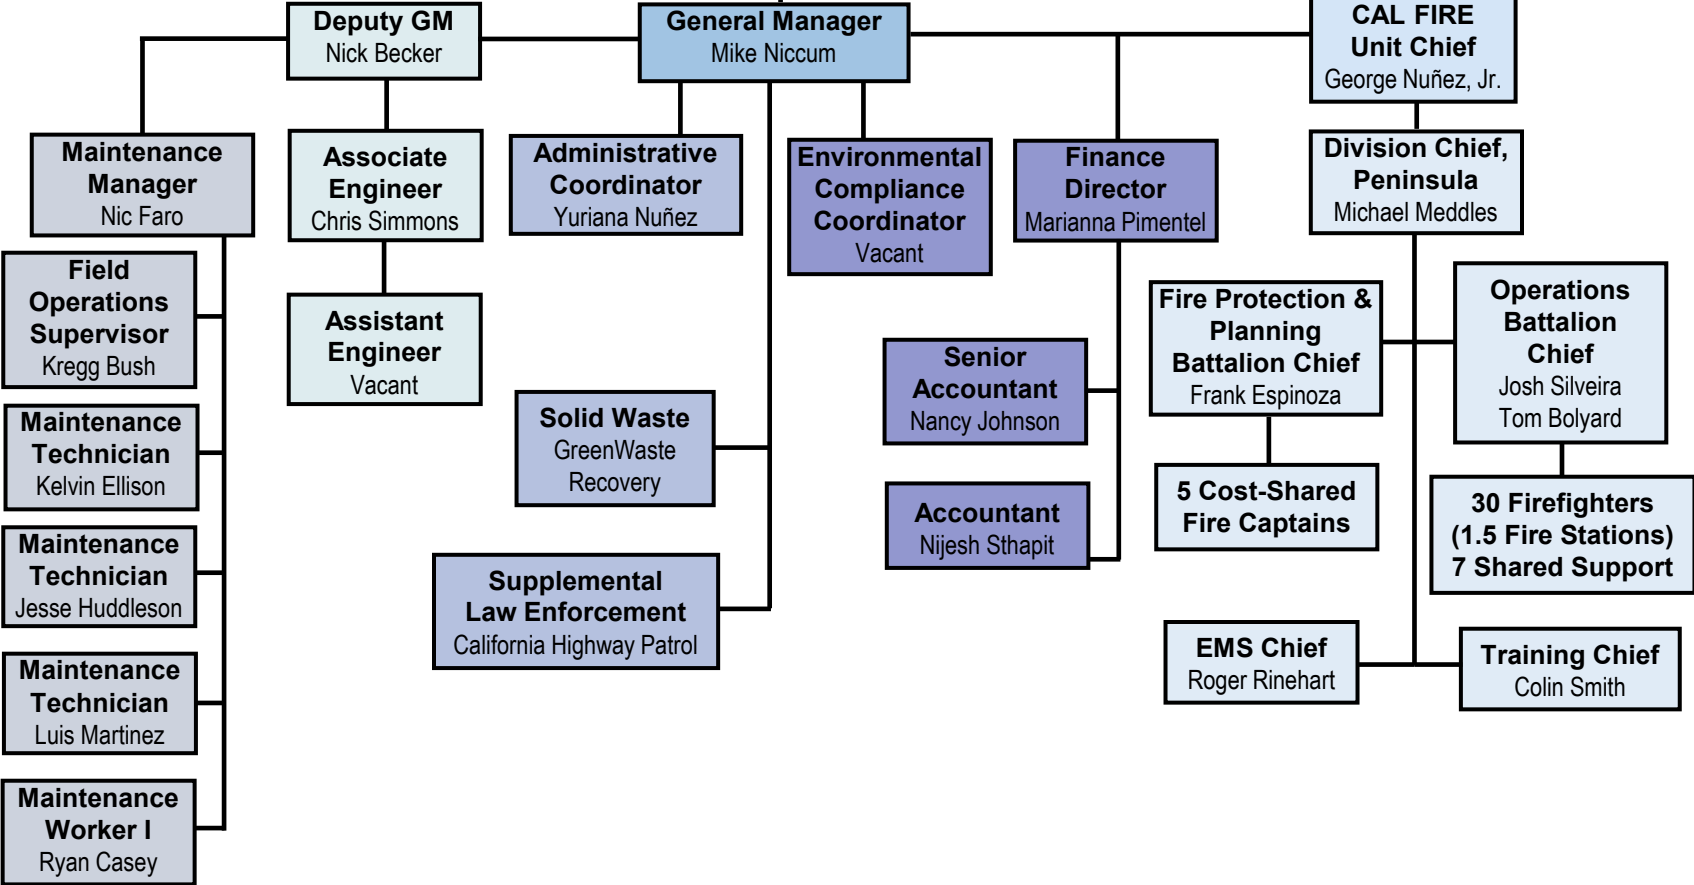 Deputy GM
Nick Becker
General Manager
Mike Niccum
CAL FIRE
Unit Chief
George Nuñez, Jr.
Maintenance
Manager
Nic Faro
Associate
Engineer
Chris Simmons
Administrative
Coordinator
Yuriana Nuñez
Environmental
Compliance
Coordinator
Vacant
Finance
Director
Marianna Pimentel
Division Chief,
Peninsula
Michael Meddles
Field
Operations
Supervisor
Kregg Bush
Assistant
Engineer
Vacant
Fire Protection &
Planning
Battalion Chief
Frank Espinoza
Operations
Battalion
Chief
Josh Silveira
Tom Bolyard
Senior
Accountant
Nancy Johnson
Maintenance
Technician
Kelvin Ellison
Solid Waste
GreenWaste
Recovery
5 Cost-Shared
Fire Captains
30 Firefighters
(1.5 Fire Stations)
7 Shared Support
Accountant
Nijesh Sthapit
Maintenance
Technician
Jesse Huddleson
Supplemental
Law Enforcement
California Highway Patrol
EMS Chief
Roger Rinehart
Training Chief
Colin Smith
Maintenance
Technician
Luis Martinez
Maintenance
Worker I
Ryan Casey